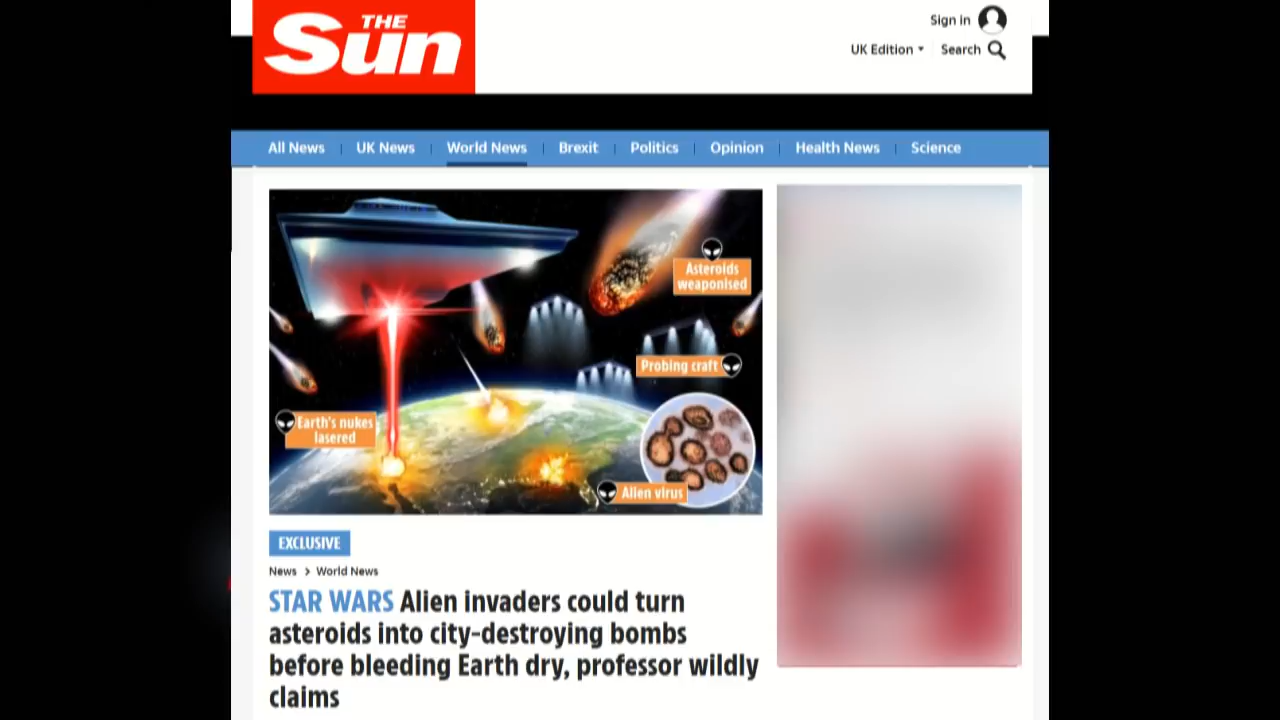 THE
Sun
Sign in
UK Edition
Search
All News
UK News
World News
Brexit
Politics
Opinion
Health News
Science
Asteroids
weaponised
Probing craft
Earth's nukes
lasered
Alien virus
EXCLUSIVE
News > World News
STAR WARS Alien invaders could turn
asteroids into city-destroying bombs
before bleeding Earth dry, professor wildly
claims